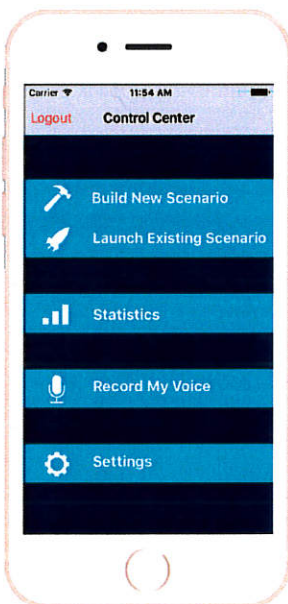 Carrier 11:54 AM
Logout Control Center
Build New Scenario
Launch Existing Scenario
Statistics
Record My Voice
Settings